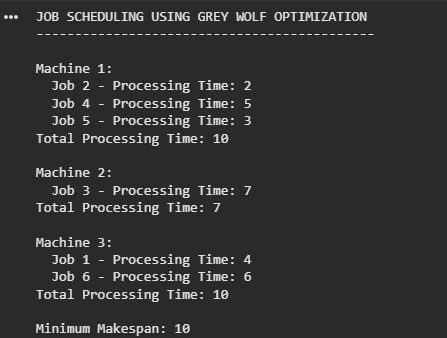 ••• JOB SCHEDULING USING GREY WOLF OPTIMIZATION
--------------------------------------------
Machine 1:
Job 2 - Processing Time: 2
Job 4 - Processing Time: 5
Job 5 - Processing Time: 3
Total Processing Time: 10
Machine 2:
Job 3 - Processing Time: 7
Total Processing Time: 7
Machine 3:
Job 1 - Processing Time: 4
Job 6 - Processing Time: 6
Total Processing Time: 10
Minimum Makespan: 10